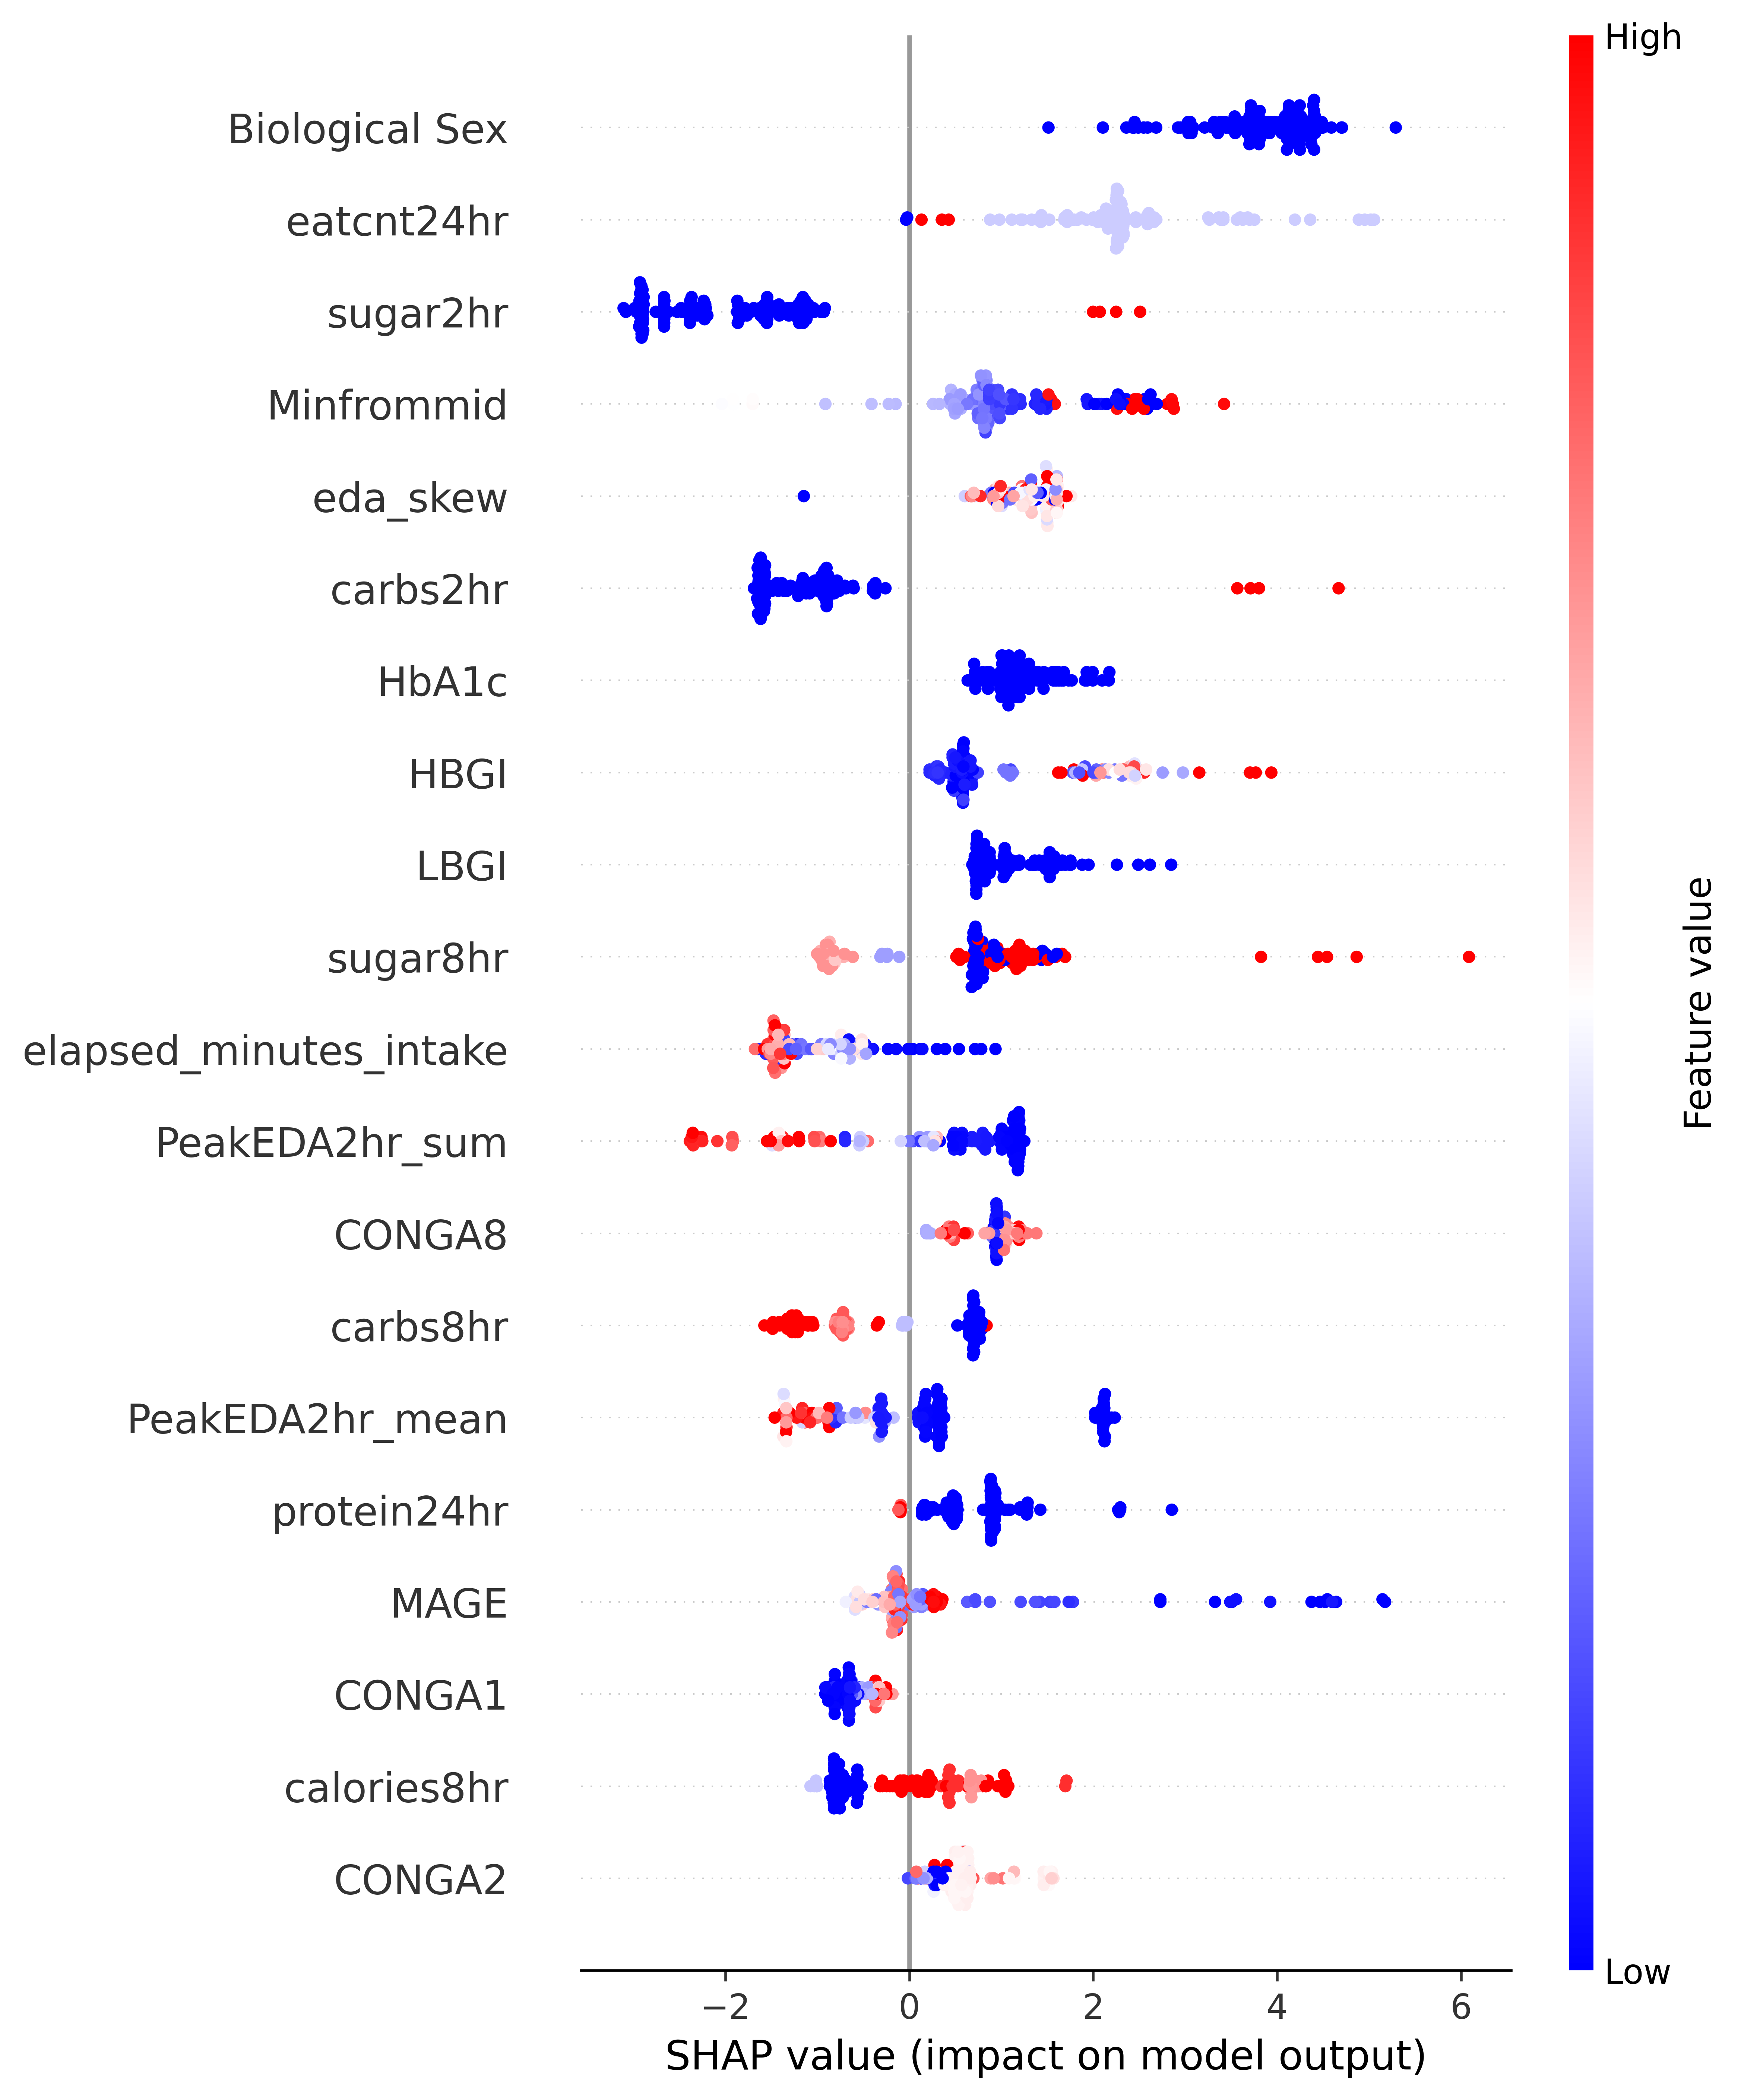 High
Biological Sex
eatcnt24hr
sugar2hr
Minfrommid
eda_skew
carbs2hr
HbA1c
HBGI
LBGI
sugar8hr
elapsed_minutes_intake
PeakEDA2hr_sum
CONGA8
carbs8hr
PeakEDA2hr_mean
protein24hr
MAGE
CONGA1
calories8hr
CONGA2
Feature value
Low
−2 0 2 4 6
SHAP value (impact on model output)